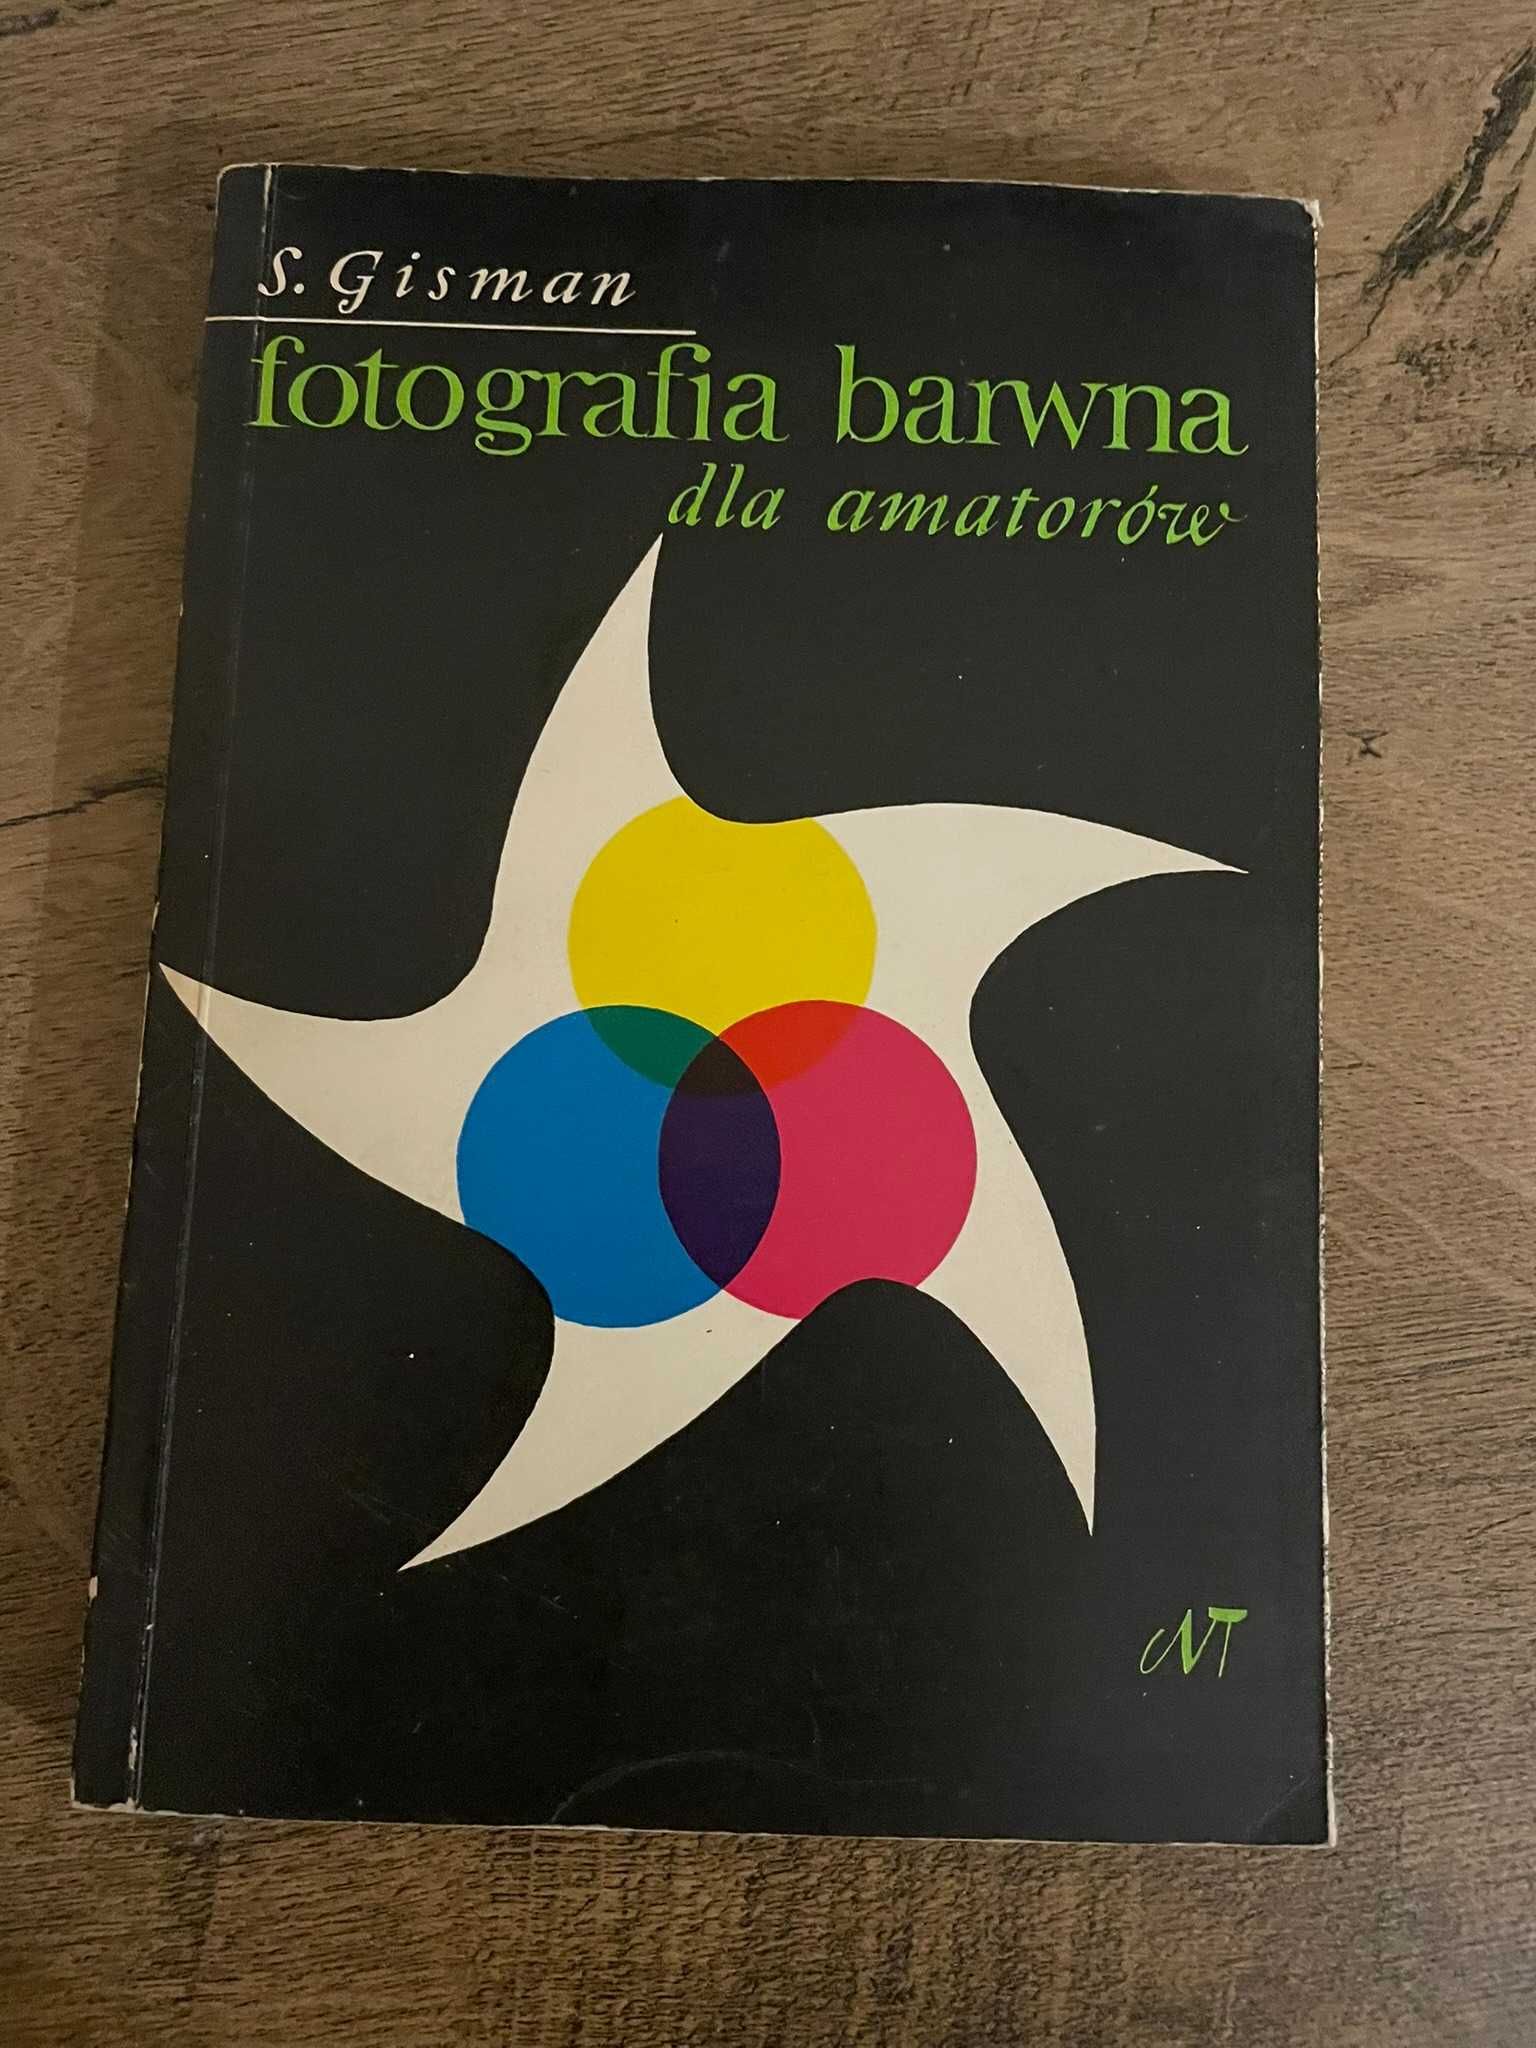 S. Gisman
fotografia barwna
dla amatorów
NT